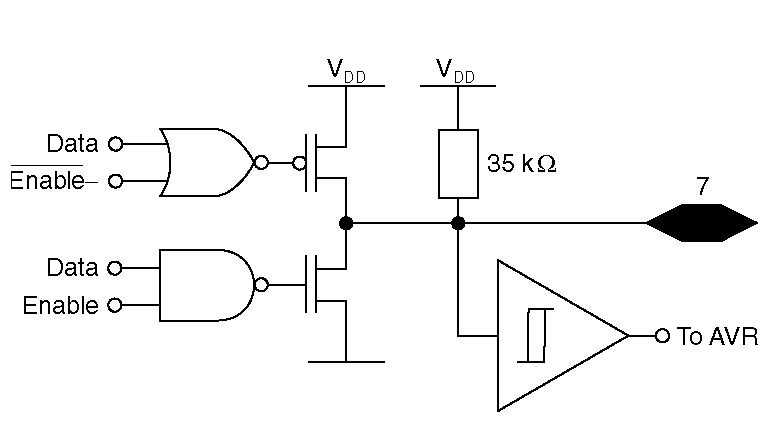 VDD
VDD
Data
35 kΩ
Enable
7
Data
Enable
To AVR